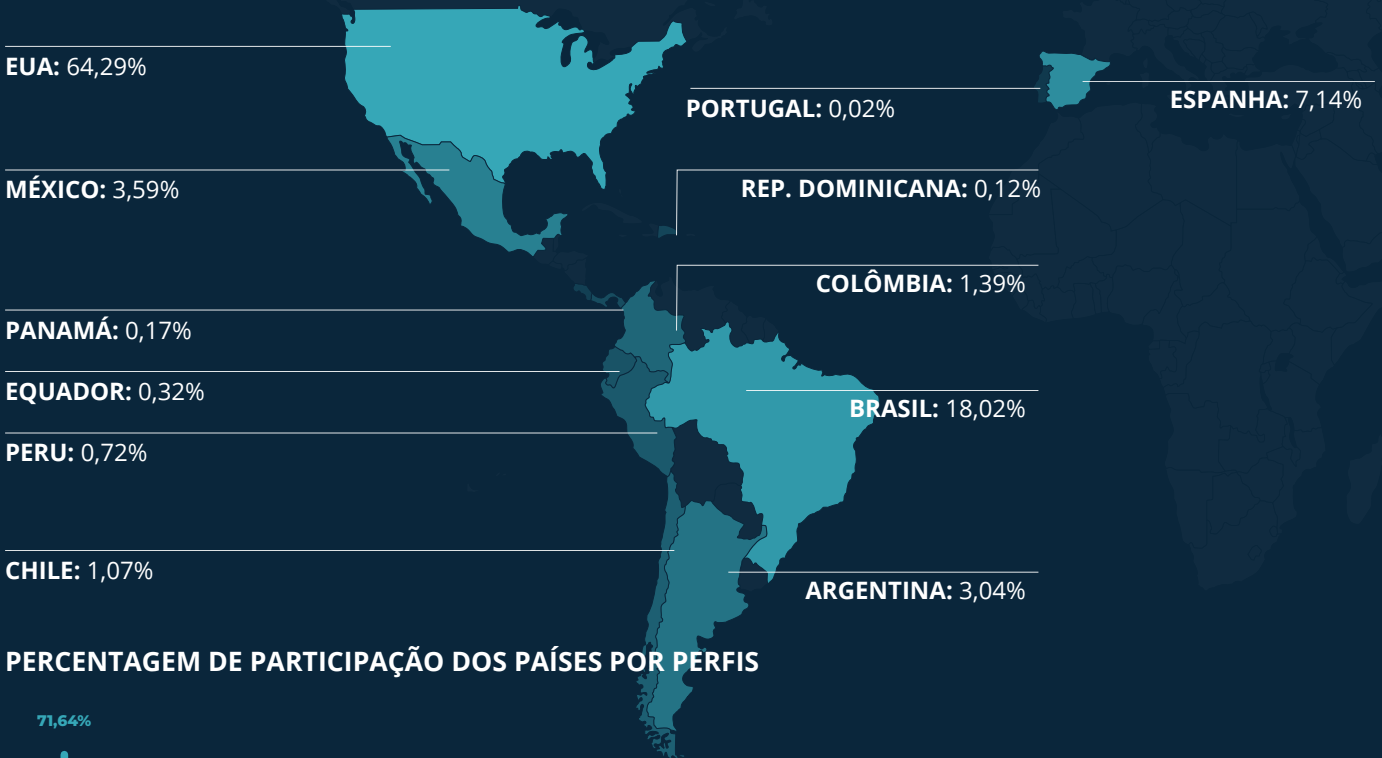 EUA: 64,29%
PORTUGAL: 0,02%
ESPANHA: 7,14%
MÉXICO: 3,59%
REP. DOMINICANA: 0,12%
COLÔMBIA: 1,39%
PANAMÁ: 0,17%
EQUADOR: 0,32%
BRASIL: 18,02%
PERU: 0,72%
CHILE: 1,07%
ARGENTINA: 3,04%
PERCENTAGEM DE PARTICIPAÇÃO DOS PAÍSES POR PERFIS
71,64%